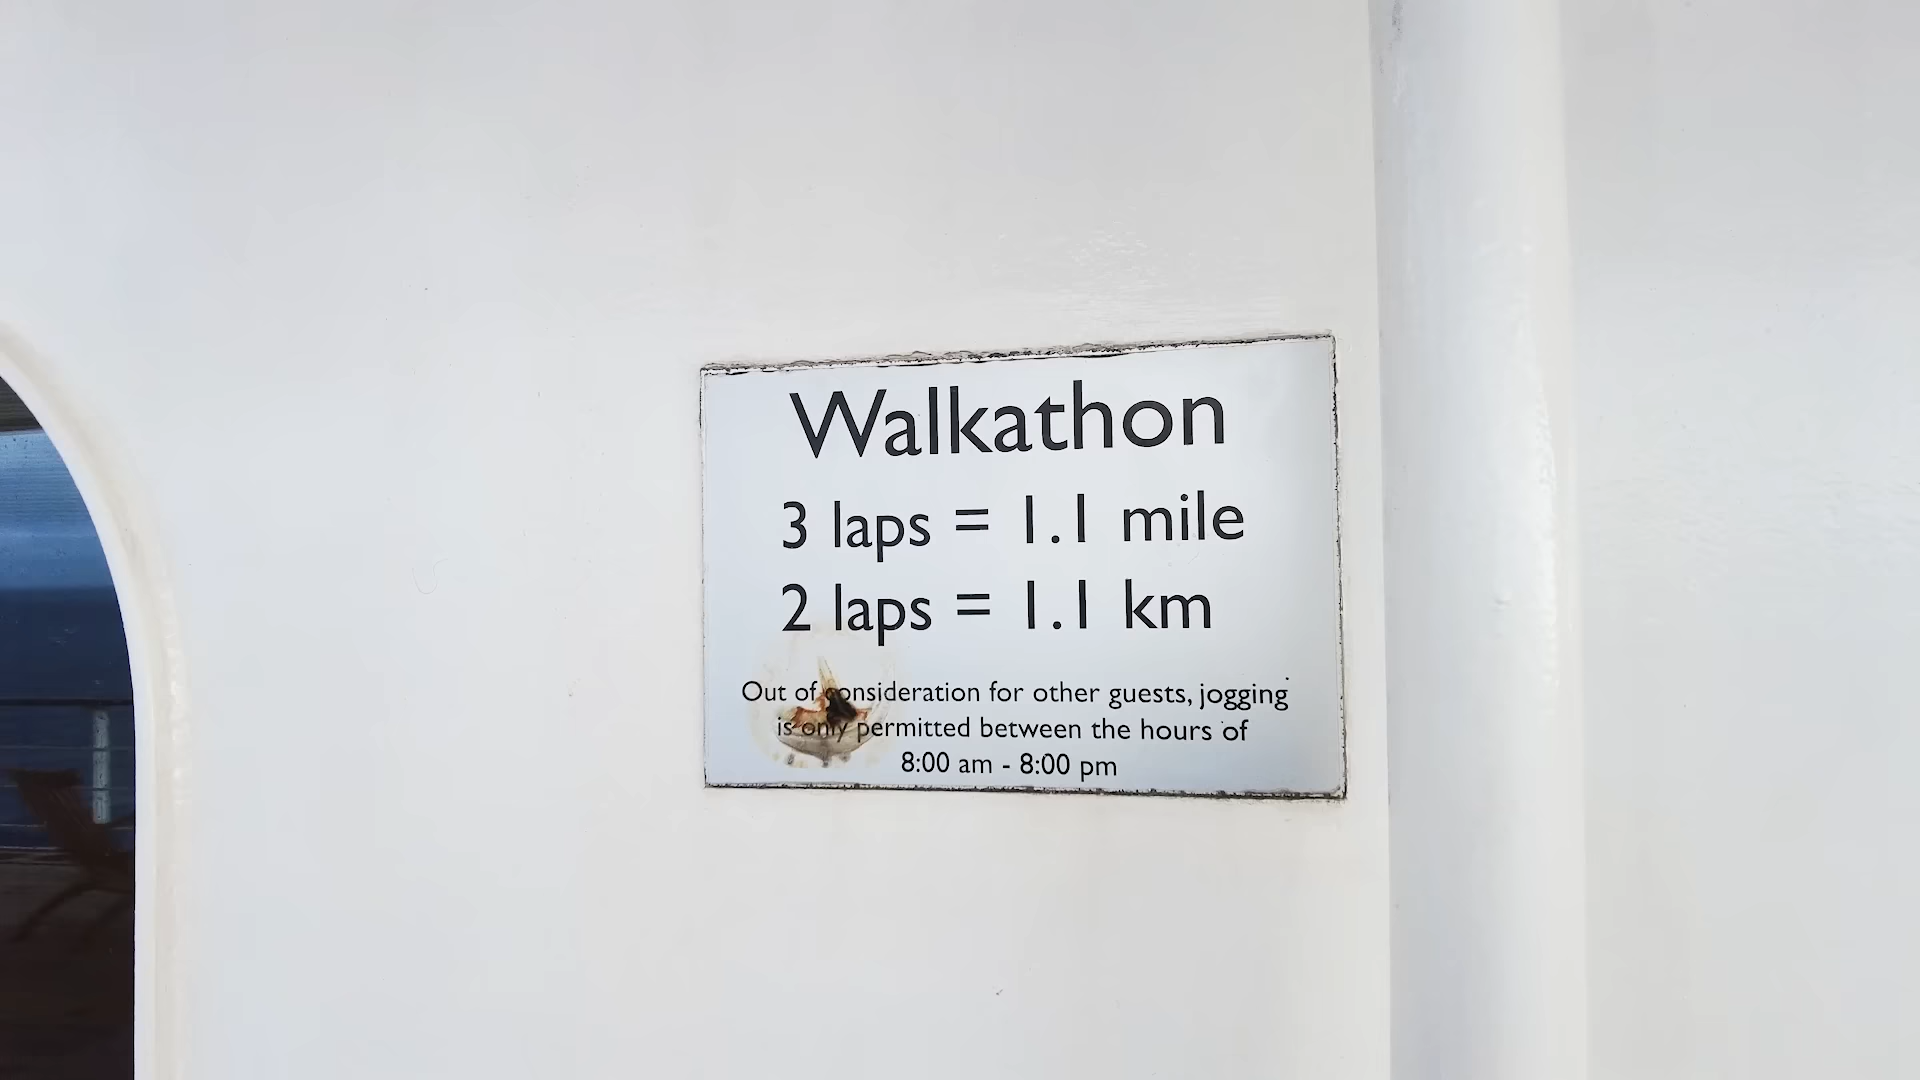 Walkathon
3 laps = 1.1 mile
2 laps = 1.1 km
Out of consideration for other guests, jogging
is only permitted between the hours of
8:00 am - 8:00 pm